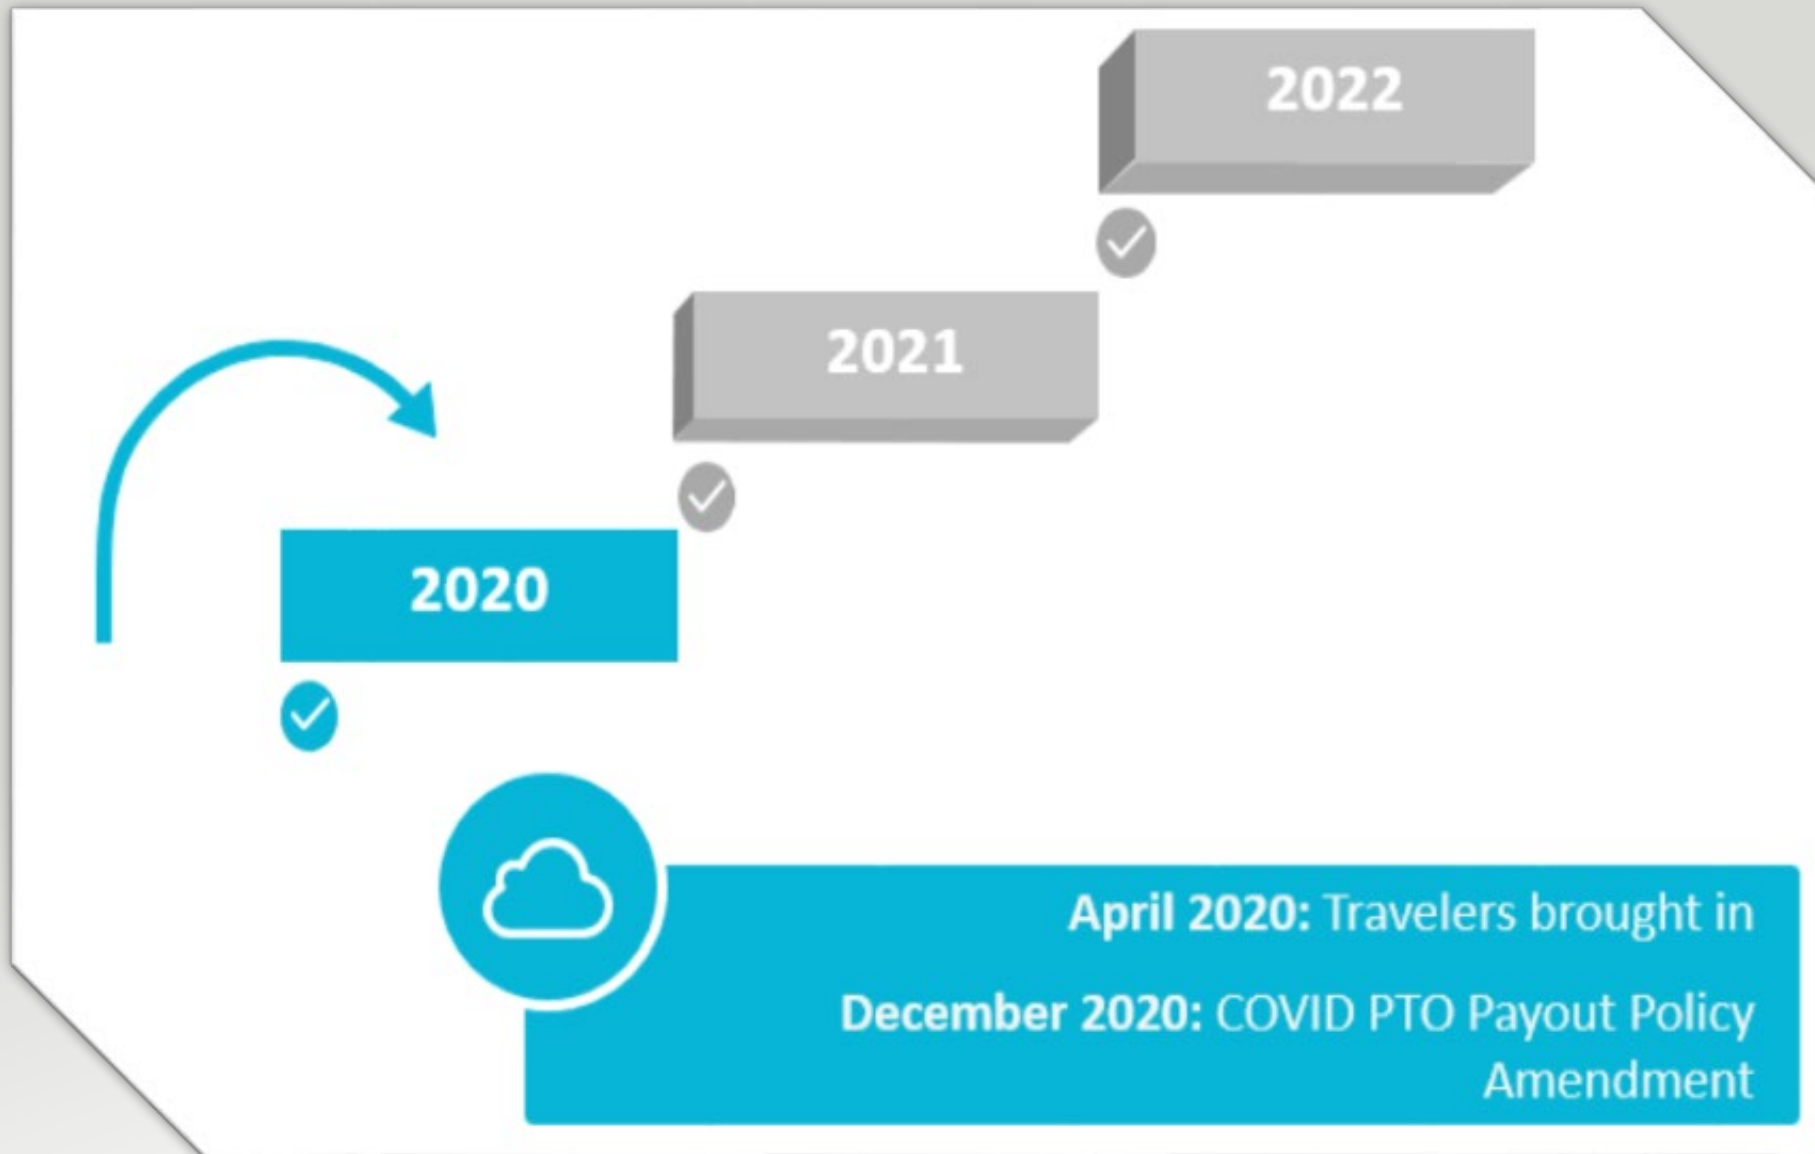 2022
2021
2020
April 2020: Travelers brought in
December 2020: COVID PTO Payout Policy
Amendment